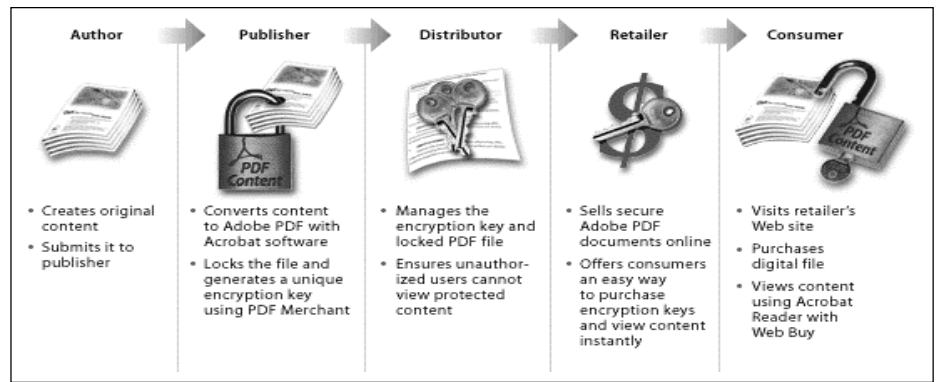 Author
Publisher
Distributor
Retailer
Consumer
PDF
Content
PDF
Content
• Creates original
content
• Submits it to
publisher
• Converts content
to Adobe PDF with
Acrobat software
• Locks the file and
generates a unique
encryption key
using PDF Merchant
• Manages the
encryption key and
locked PDF file
• Ensures unauthor-
ized users cannot
view protected
content
• Sells secure
Adobe PDF
documents online
• Offers consumers
an easy way
to purchase
encryption keys
and view content
instantly
• Visits retailer's
Web site
• Purchases
digital file
• Views content
using Acrobat
Reader with
Web Buy